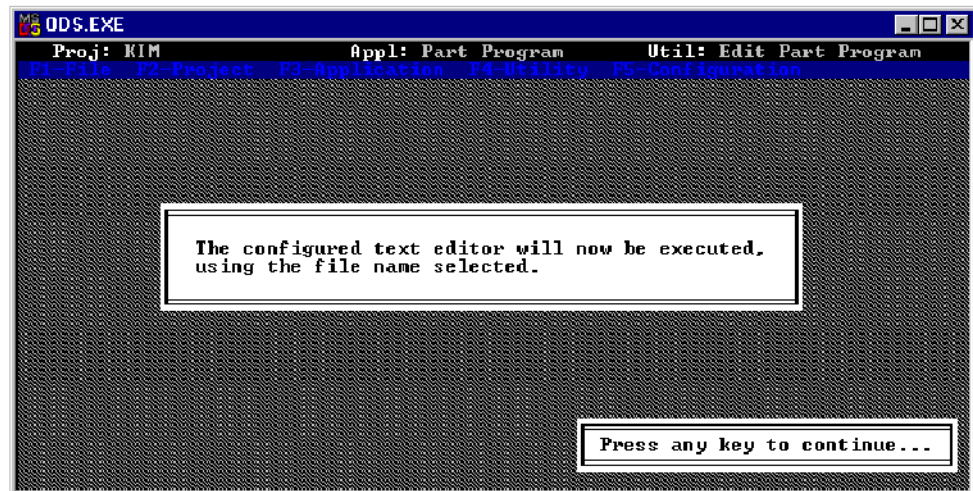 ODS.EXE
Proj: KIM Appl: Part Program Util: Edit Part Program
F1-File F2-Project F3-Application F4-Utility F5-Configuration
The configured text editor will now be executed,
using the file name selected.
Press any key to continue...